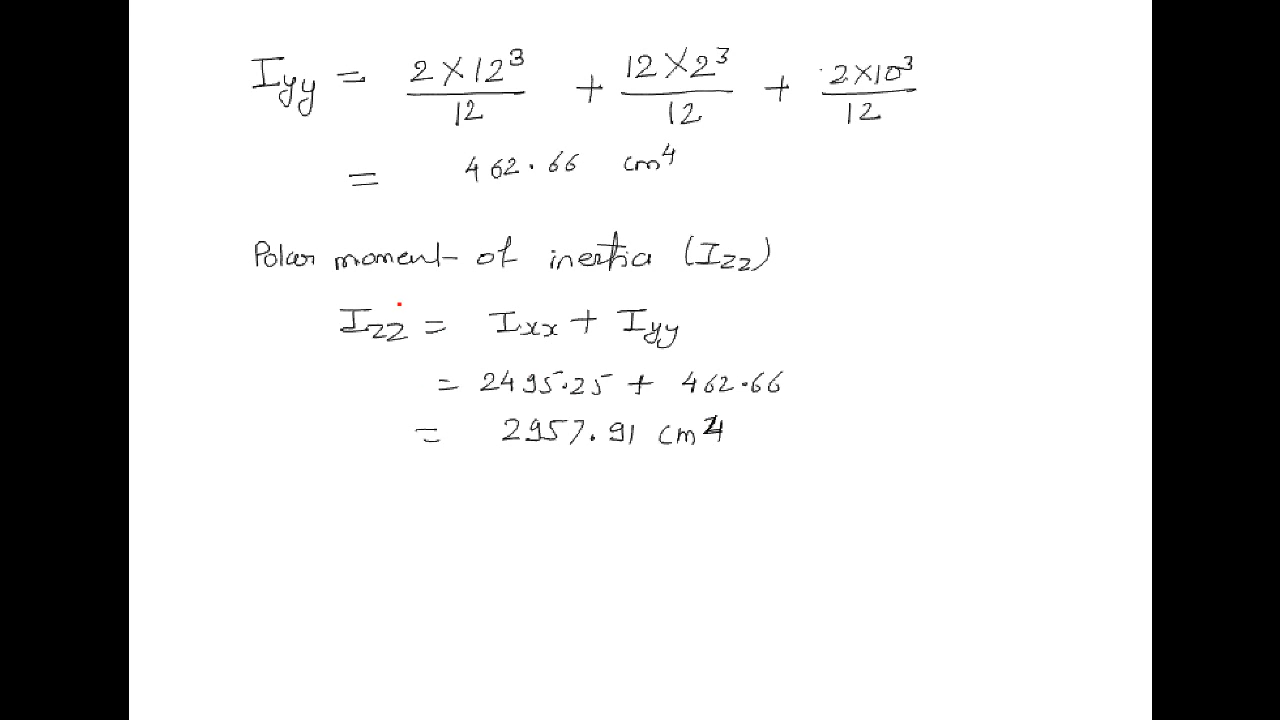 Iyy = 2×12³/12 + 12×2³/12 + 2×10³/12
= 462.66 cm⁴
Polar moment of inertia (Izz)
Izz = Ixx + Iyy
= 2495.25 + 462.66
= 2957.91 cm4